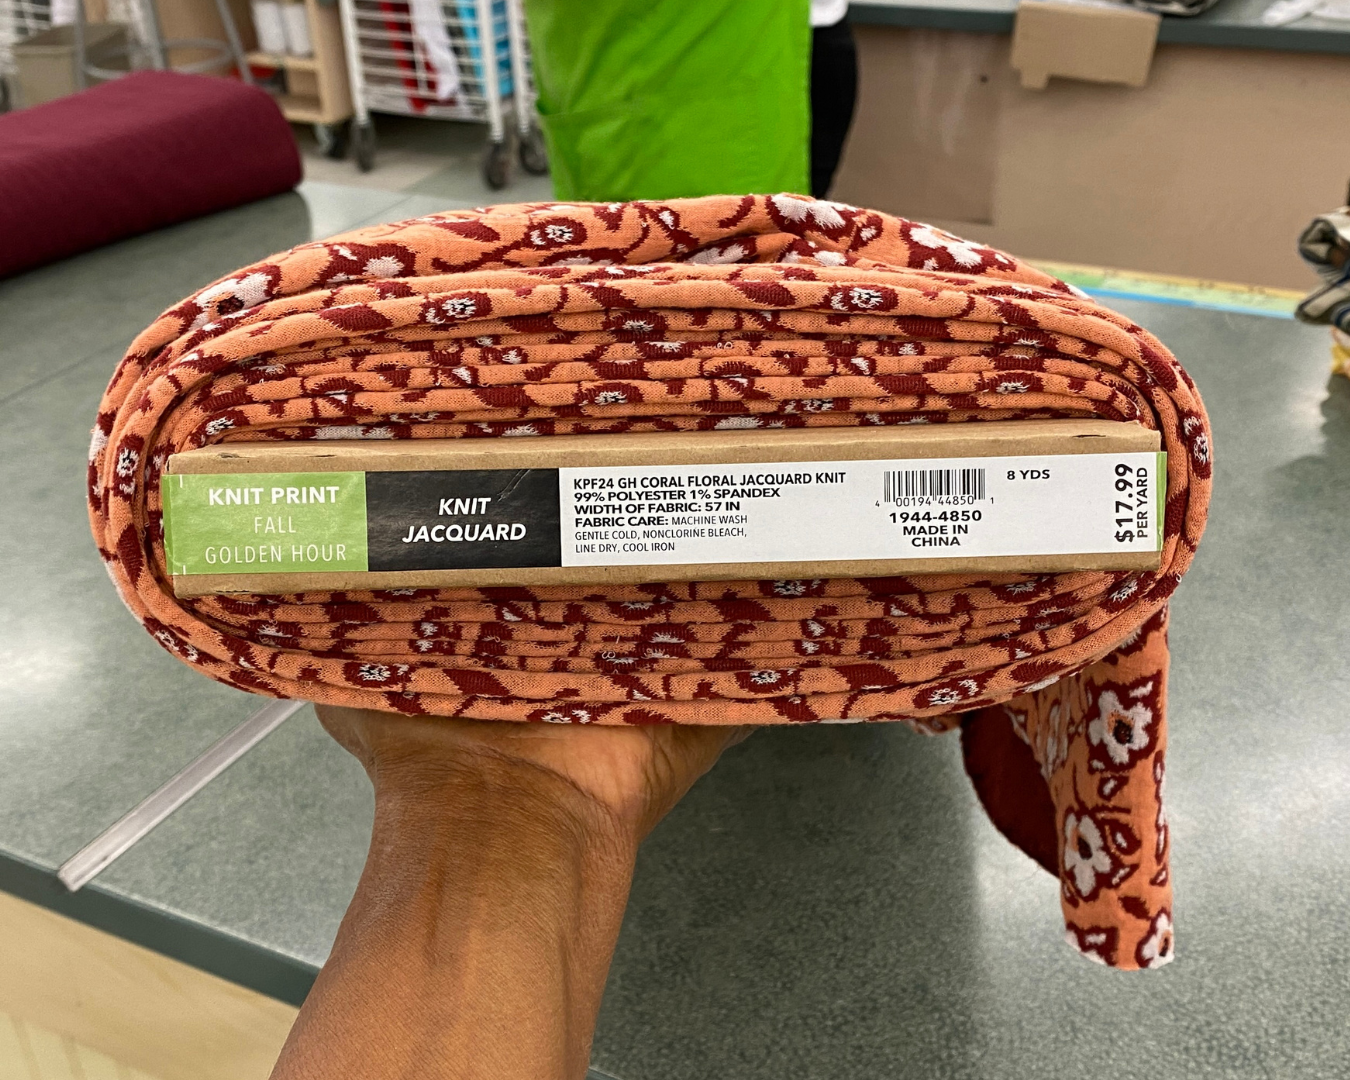 KNIT PRINT
FALL
GOLDEN HOUR
KNIT
JACQUARD
KPF24 GH CORAL FLORAL JACQUARD KNIT
99% POLYESTER 1% SPANDEX
WIDTH OF FABRIC: 57 IN
FABRIC CARE: MACHINE WASH
GENTLE COLD, NONCLORINE BLEACH,
LINE DRY, COOL IRON
4 00194 44850 1
1944-4850
MADE IN
CHINA
8 YDS
$17.99
PER YARD